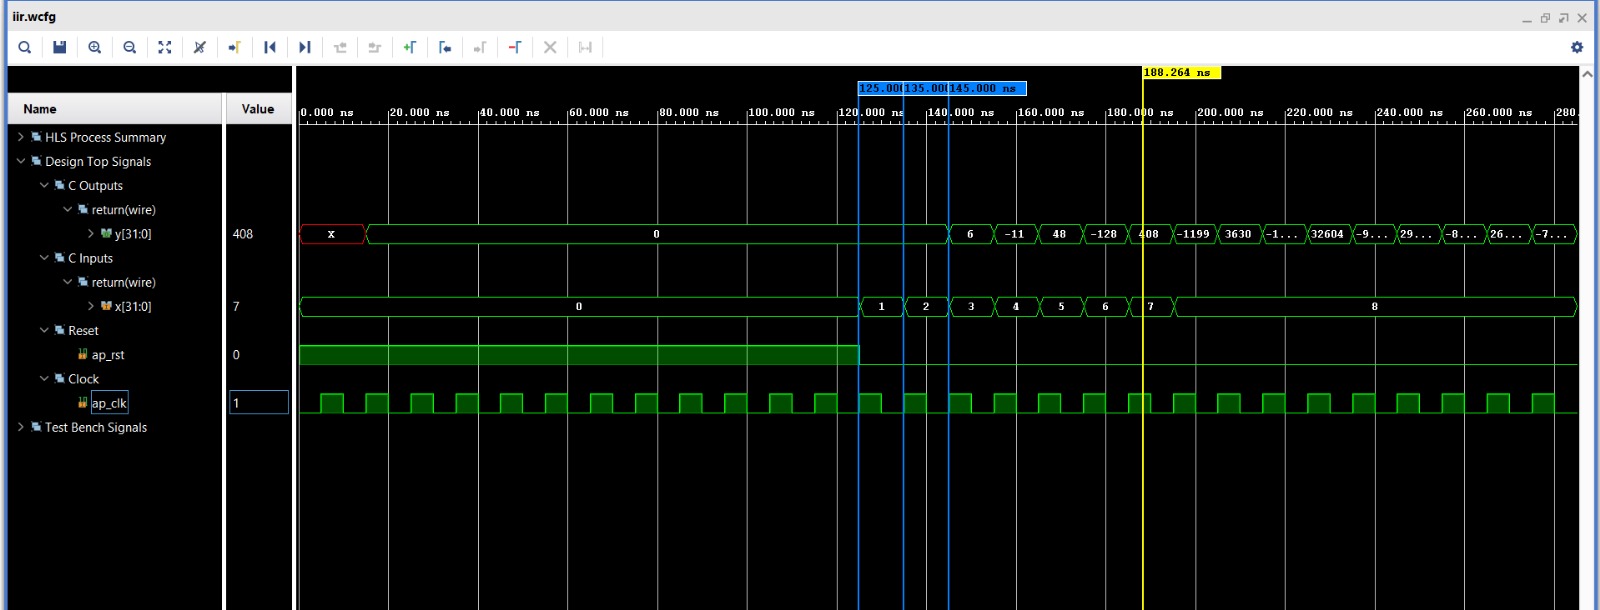 iir.wcfg
188.264 ns
125.000 135.000 145.000 ns
Name Value
0.000 ns 20.000 ns 40.000 ns 60.000 ns 80.000 ns 100.000 ns 120.000 ns 140.000 ns 160.000 ns 180.000 ns 200.000 ns 220.000 ns 240.000 ns 260.000 ns 280.
HLS Process Summary
Design Top Signals
C Outputs
return(wire)
y[31:0] 408 X 0 6 -11 48 -128 408 -1199 3630 -1... 32604 -9... 29... -8... 26... -7...
C Inputs
return(wire)
x[31:0] 7 0 1 2 3 4 5 6 7 8
Reset
ap_rst 0
Clock
ap_clk 1
Test Bench Signals